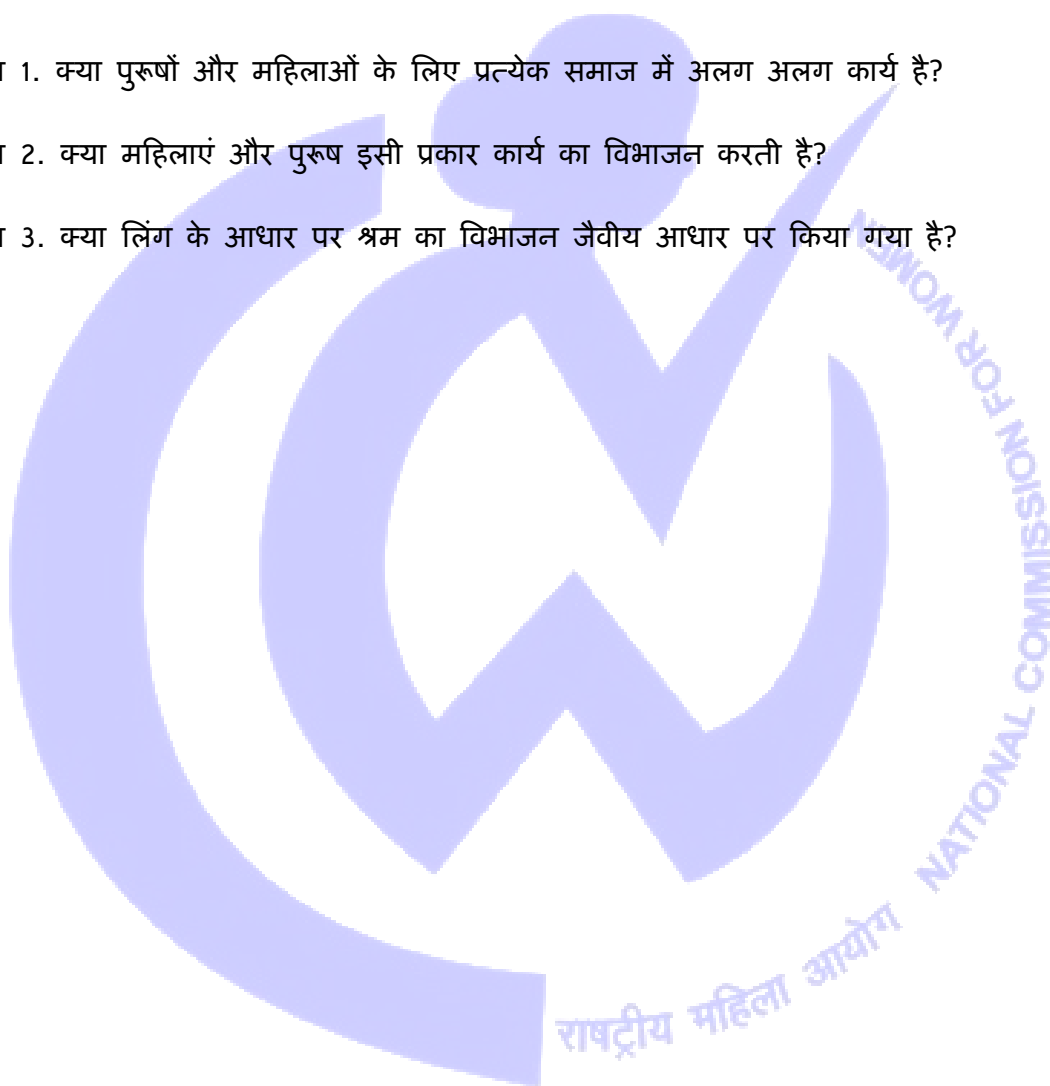 1. क्या पुरूषों और महिलाओं के लिए प्रत्येक समाज में अलग अलग कार्य है?
2. क्या महिलाएं और पुरूष इसी प्रकार कार्य का विभाजन करती है?
3. क्या लिंग के आधार पर श्रम का विभाजन जैवीय आधार पर किया गया है?
राषट्रीय महिला आयोग NATIONAL COMMISSION FOR WOMEN